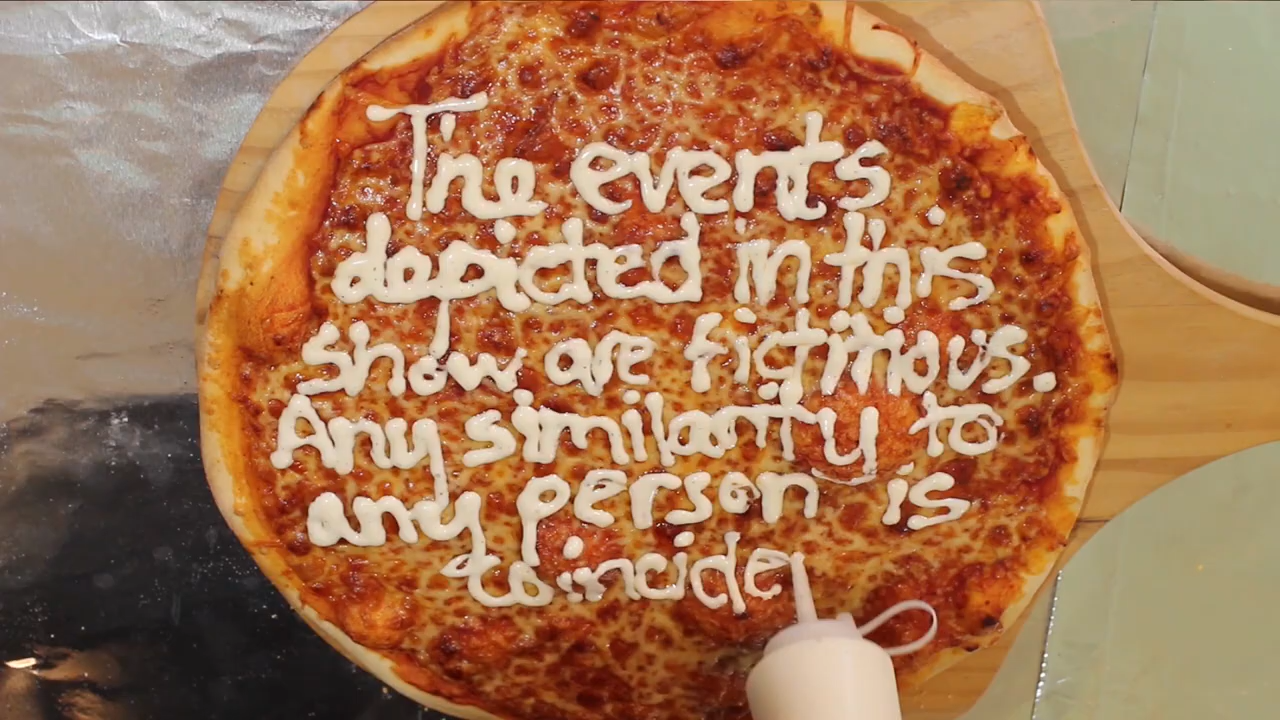 The events
depicted in this
show are fictitious.
Any similarity to
any person is
coincide